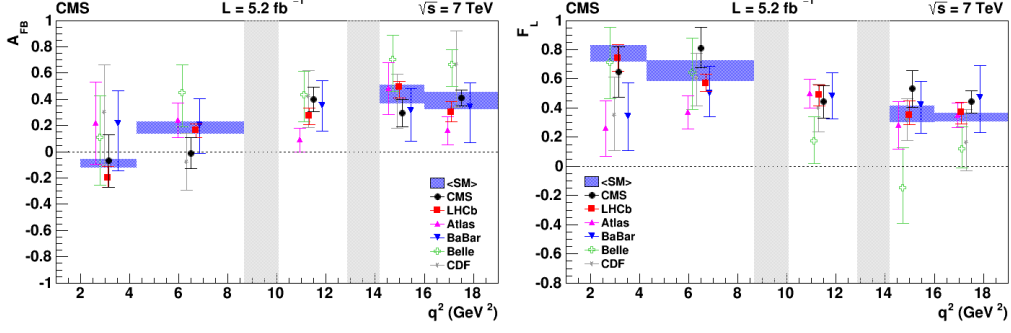 CMS L = 5.2 fb⁻¹ √s = 7 TeV
A_FB
1
0.8
0.6
0.4
0.2
0
-0.2
-0.4
-0.6
-0.8
-1
<SM>
CMS
LHCb
Atlas
BaBar
Belle
CDF
2 4 6 8 10 12 14 16 18
q² (GeV²)
CMS L = 5.2 fb⁻¹ √s = 7 TeV
F_L
1
0.8
0.6
0.4
0.2
0
0.2
0.4
0.6
0.8
<SM>
CMS
LHCb
Atlas
BaBar
Belle
CDF
2 4 6 8 10 12 14 16 18
q² (GeV²)